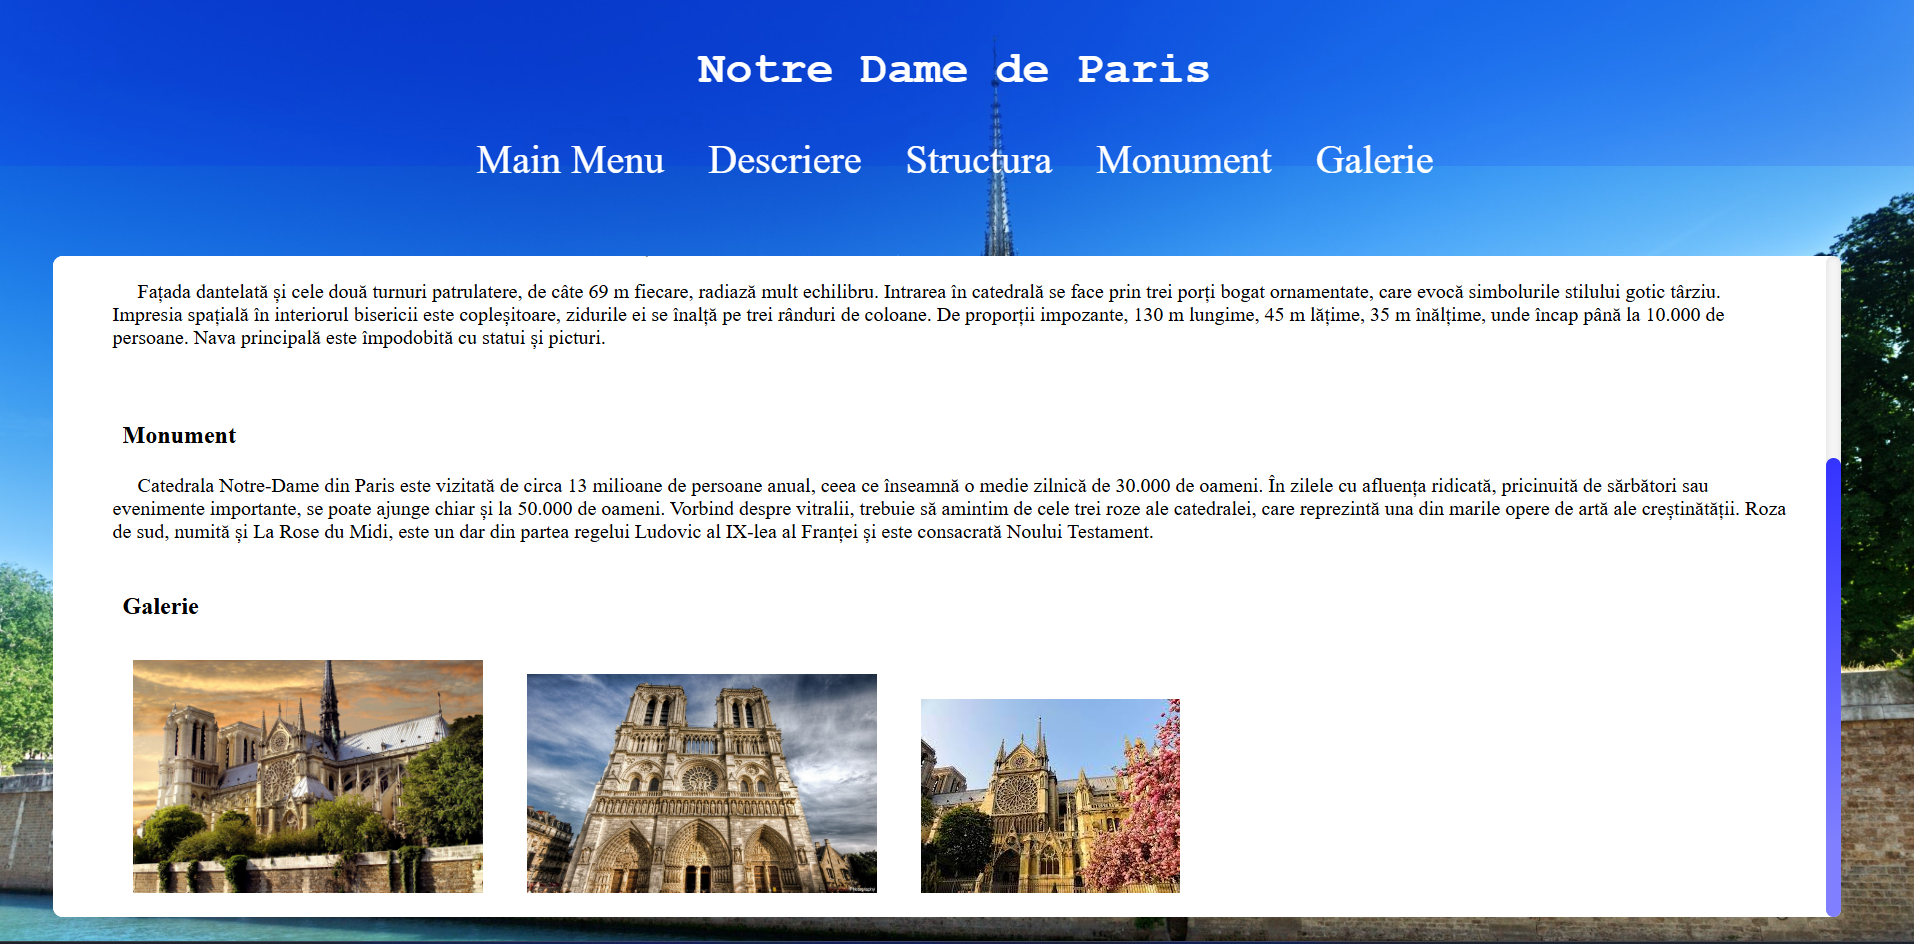 Notre Dame de Paris
Main Menu Descriere Structura Monument Galerie
Fațada dantelată și cele două turnuri patrulatere, de câte 69 m fiecare, radiază mult echilibru. Intrarea în catedrală se face prin trei porți bogat ornamentate, care evocă simbolurile stilului gotic târziu.
Impresia spațială în interiorul bisericii este copleșitoare, zidurile ei se înalță pe trei rânduri de coloane. De proporții impozante, 130 m lungime, 45 m lățime, 35 m înălțime, unde încap până la 10.000 de
persoane. Nava principală este împodobită cu statui și picturi.
Monument
Catedrala Notre-Dame din Paris este vizitată de circa 13 milioane de persoane anual, ceea ce înseamnă o medie zilnică de 30.000 de oameni. În zilele cu afluența ridicată, pricinuită de sărbători sau
evenimente importante, se poate ajunge chiar și la 50.000 de oameni. Vorbind despre vitralii, trebuie să amintim de cele trei roze ale catedralei, care reprezintă una din marile opere de artă ale creștinătății. Roza
de sud, numită și La Rose du Midi, este un dar din partea regelui Ludovic al IX-lea al Franței și este consacrată Noului Testament.
Galerie